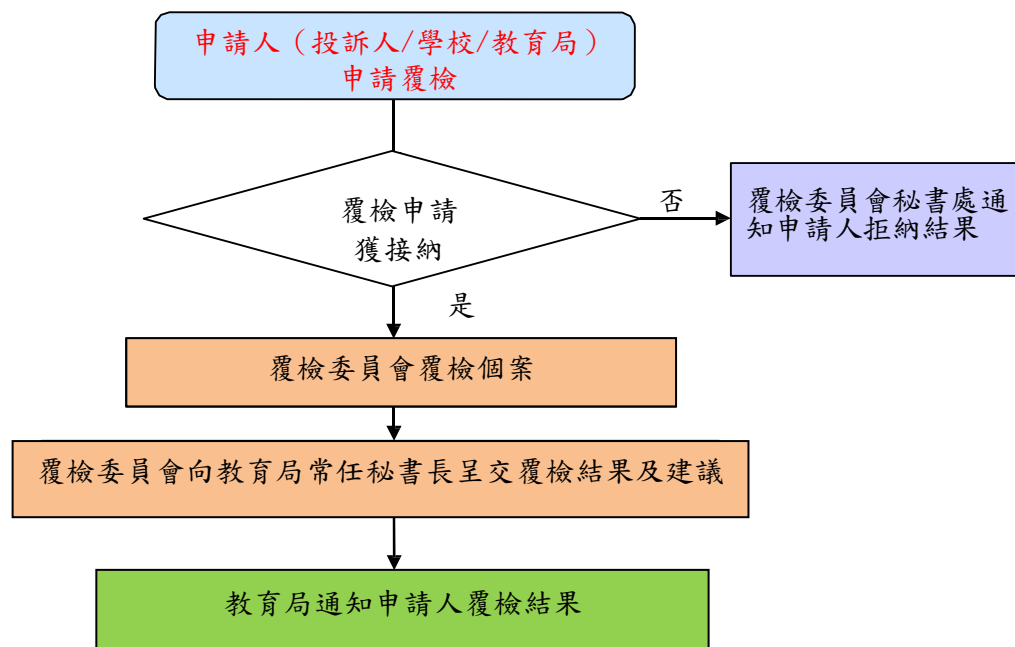 申請人（投訴人/學校/教育局）
申請覆檢
覆檢申請
獲接納
否
覆檢委員會秘書處通
知申請人拒納結果
是
覆檢委員會覆檢個案
覆檢委員會向教育局常任秘書長呈交覆檢結果及建議
教育局通知申請人覆檢結果